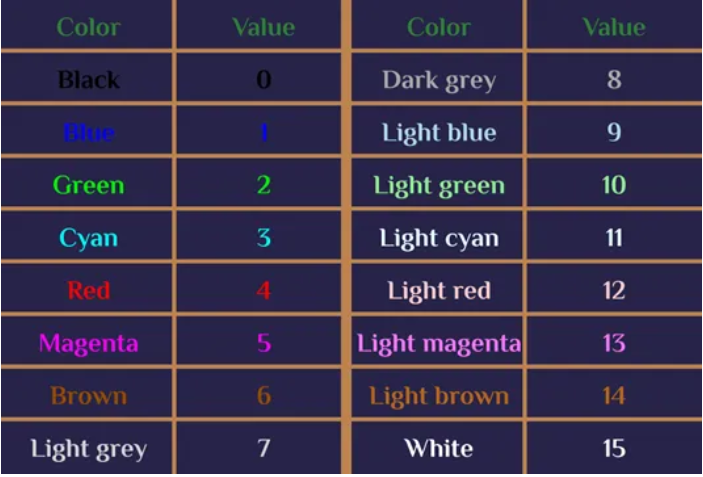 Color Value Color Value
Black 0 Dark grey 8
Blue 1 Light blue 9
Green 2 Light green 10
Cyan 3 Light cyan 11
Red 4 Light red 12
Magenta 5 Light magenta 13
Brown 6 Light brown 14
Light grey 7 White 15